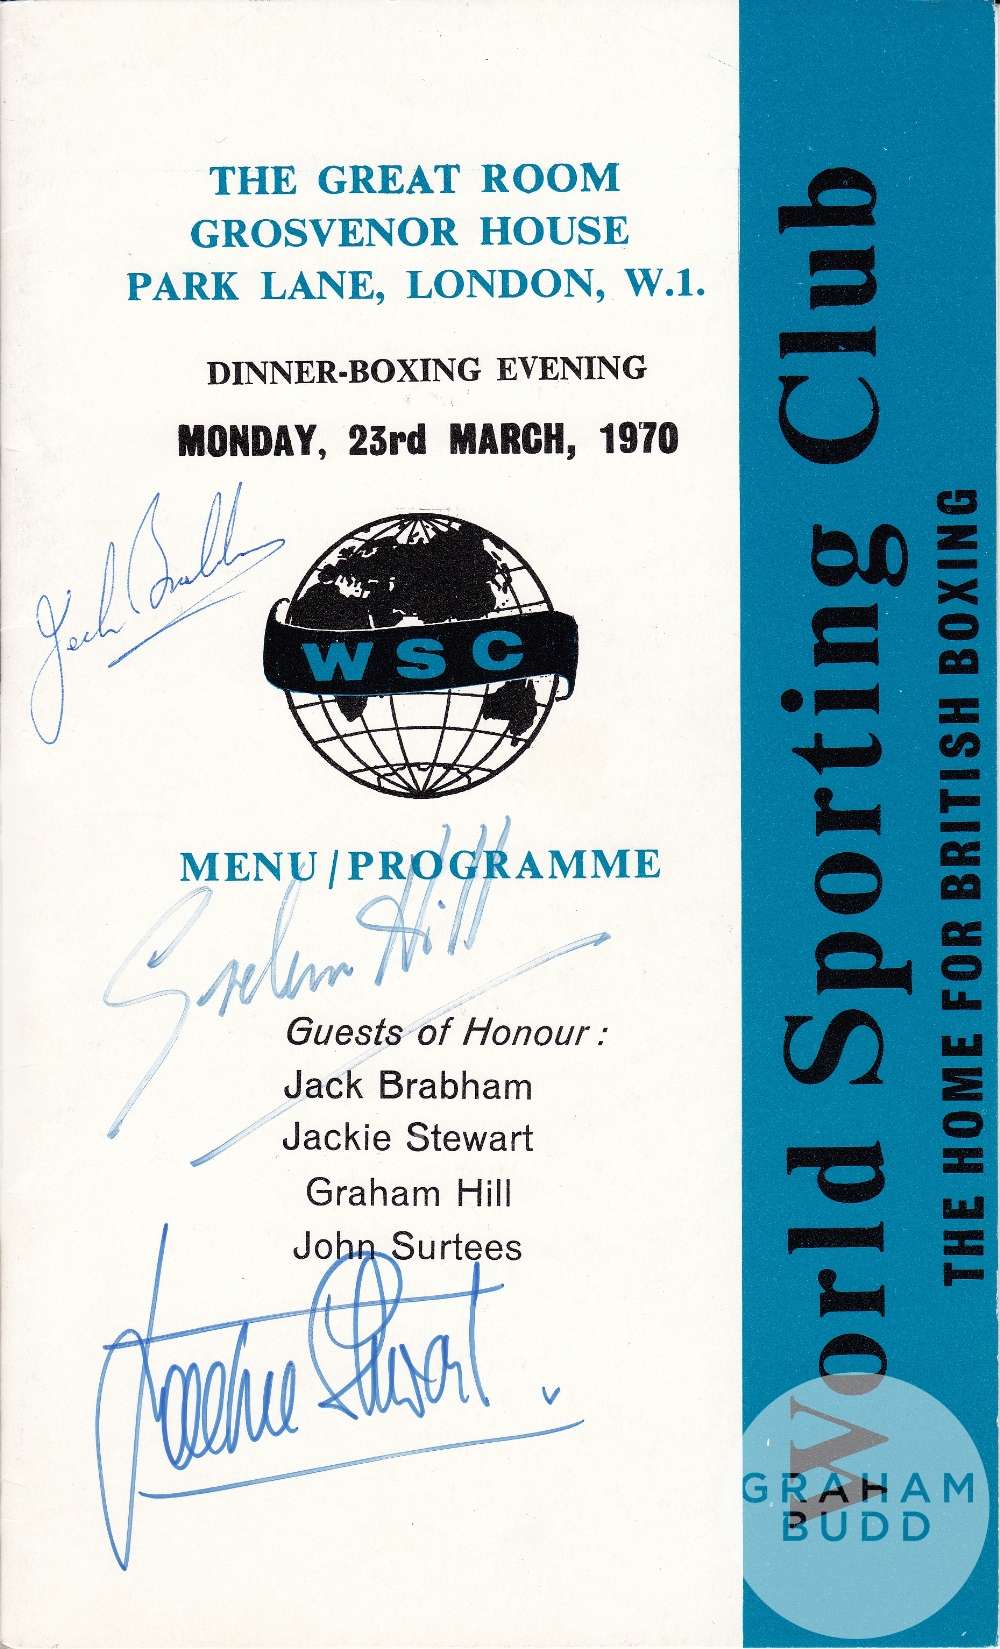 THE GREAT ROOM
GROSVENOR HOUSE
PARK LANE, LONDON, W.1.
DINNER-BOXING EVENING
MONDAY, 23rd MARCH, 1970
Jack Brabham
WSC
MENU/PROGRAMME
Graham Hill
Guests of Honour:
Jack Brabham
Jackie Stewart
Graham Hill
John Surtees
Jackie Stewart
World Sporting Club
THE HOME FOR BRITISH BOXING
GRAHAM
BUDD